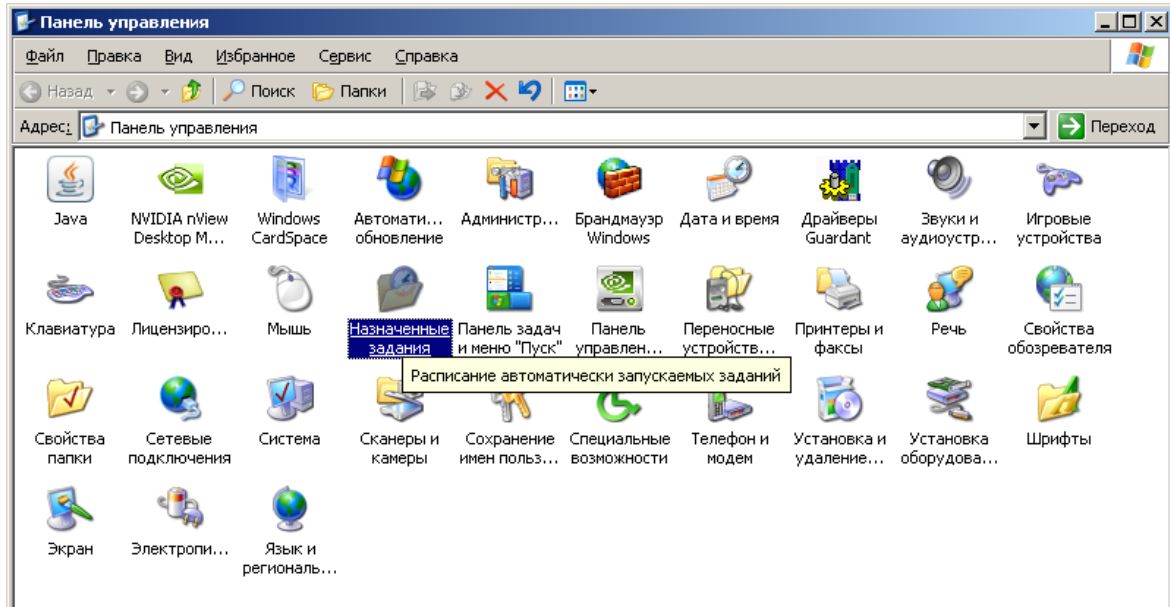 Панель управления
Файл Правка Вид Избранное Сервис Справка
Назад Поиск Папки
Адрес: Панель управления Переход
Java NVIDIA nView Windows Автомати... Администр... Брандмауэр Дата и время Драйверы Звуки и Игровые
Desktop M... CardSpace обновление Windows Guardant аудиоустр... устройства
Клавиатура Лицензиро... Мышь Назначенные Панель задач Панель Переносные Принтеры и Речь Свойства
задания и меню "Пуск" управлен... устройств... факсы обозревателя
Расписание автоматически запускаемых заданий
Свойства Сетевые Система Сканеры и Сохранение Специальные Телефон и Установка и Установка Шрифты
папки подключения камеры имен польз... возможности модем удаление... оборудова...
Экран Электропи... Язык и
региональ...